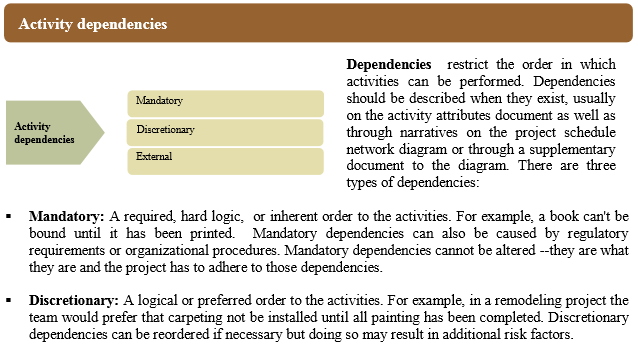 Activity dependencies
Dependencies restrict the order in which
activities can be performed. Dependencies
should be described when they exist, usually
on the activity attributes document as well as
through narratives on the project schedule
network diagram or through a supplementary
document to the diagram. There are three
types of dependencies:
Activity
dependencies
Mandatory
Discretionary
External
▪ Mandatory: A required, hard logic, or inherent order to the activities. For example, a book can't be
bound until it has been printed. Mandatory dependencies can also be caused by regulatory
requirements or organizational procedures. Mandatory dependencies cannot be altered --they are what
they are and the project has to adhere to those dependencies.
▪ Discretionary: A logical or preferred order to the activities. For example, in a remodeling project the
team would prefer that carpeting not be installed until all painting has been completed. Discretionary
dependencies can be reordered if necessary but doing so may result in additional risk factors.